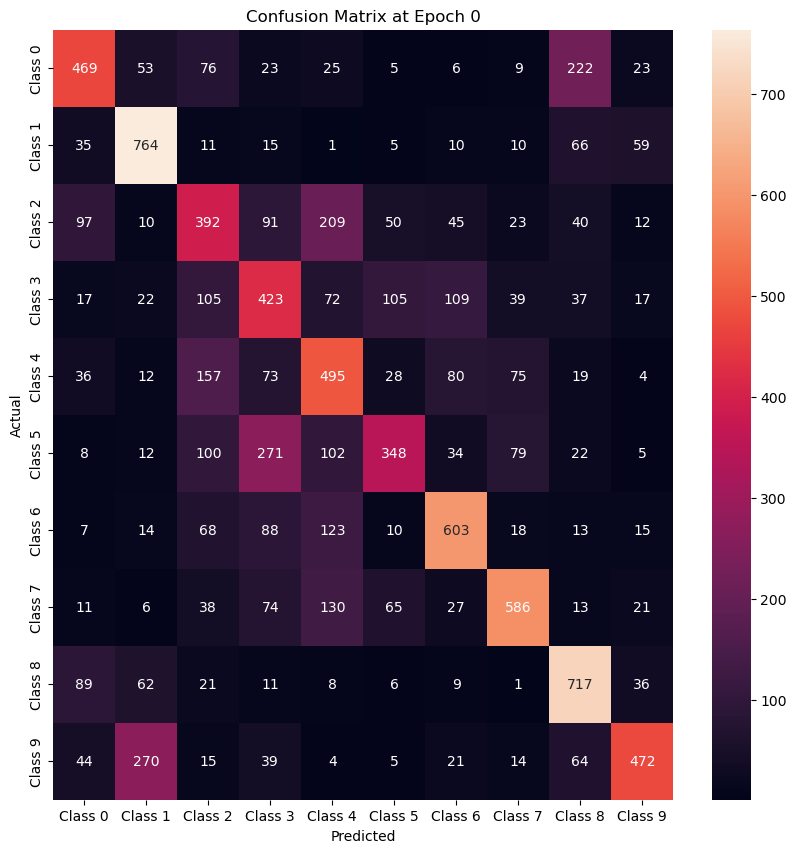 Confusion Matrix at Epoch 0
Class 0 469 53 76 23 25 5 6 9 222 23
Class 1 35 764 11 15 1 5 10 10 66 59
Class 2 97 10 392 91 209 50 45 23 40 12
Class 3 17 22 105 423 72 105 109 39 37 17
Class 4 36 12 157 73 495 28 80 75 19 4
Class 5 8 12 100 271 102 348 34 79 22 5
Class 6 7 14 68 88 123 10 603 18 13 15
Class 7 11 6 38 74 130 65 27 586 13 21
Class 8 89 62 21 11 8 6 9 1 717 36
Class 9 44 270 15 39 4 5 21 14 64 472
Class 0 Class 1 Class 2 Class 3 Class 4 Class 5 Class 6 Class 7 Class 8 Class 9
Predicted
Actual
700
600
500
400
300
200
100